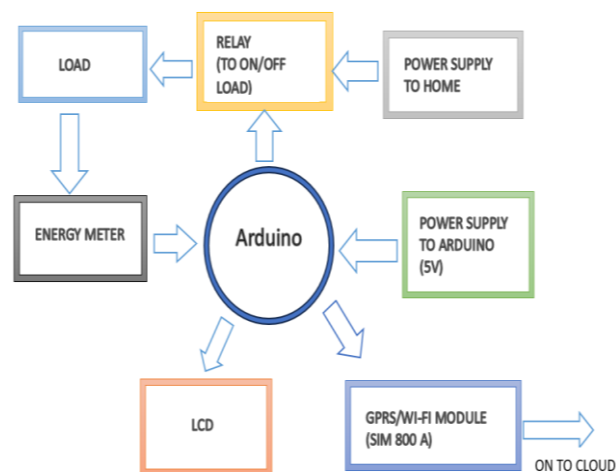 LOAD
RELAY
(TO ON/OFF
LOAD)
POWER SUPPLY
TO HOME
ENERGY METER
Arduino
POWER SUPPLY
TO ARDUINO
(5V)
LCD
GPRS/WI-FI MODULE
(SIM 800 A)
ON TO CLOUD